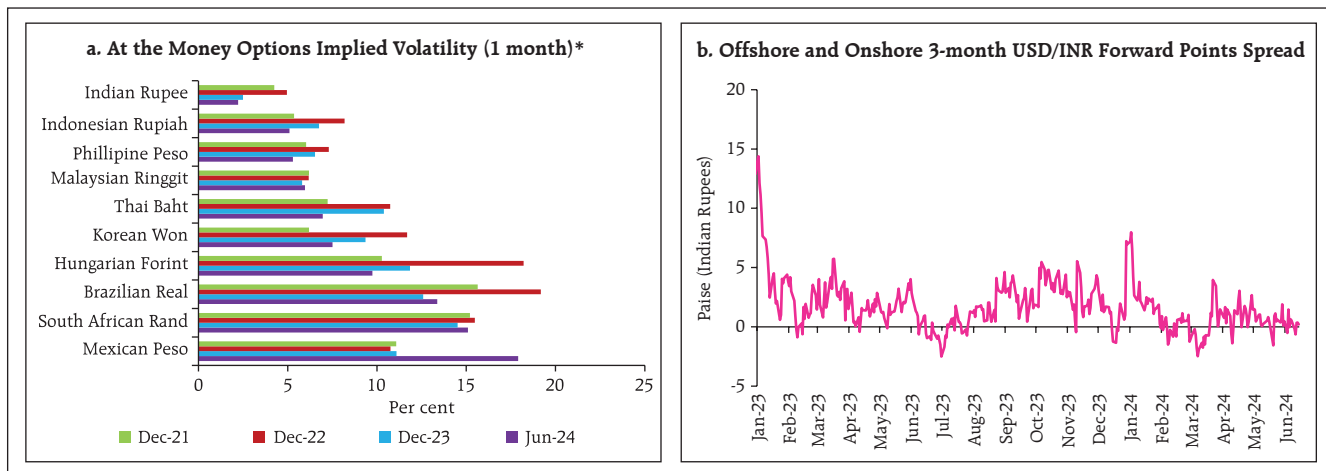 a. At the Money Options Implied Volatility (1 month)*
Indian Rupee
Indonesian Rupiah
Phillipine Peso
Malaysian Ringgit
Thai Baht
Korean Won
Hungarian Forint
Brazilian Real
South African Rand
Mexican Peso
0 5 10 15 20 25
Per cent
Dec-21 Dec-22 Dec-23 Jun-24
b. Offshore and Onshore 3-month USD/INR Forward Points Spread
Paise (Indian Rupees)
20
15
10
5
0
-5
Jan-23
Feb-23
Mar-23
Apr-23
May-23
Jun-23
Jul-23
Aug-23
Sep-23
Oct-23
Nov-23
Dec-23
Jan-24
Feb-24
Mar-24
Apr-24
May-24
Jun-24